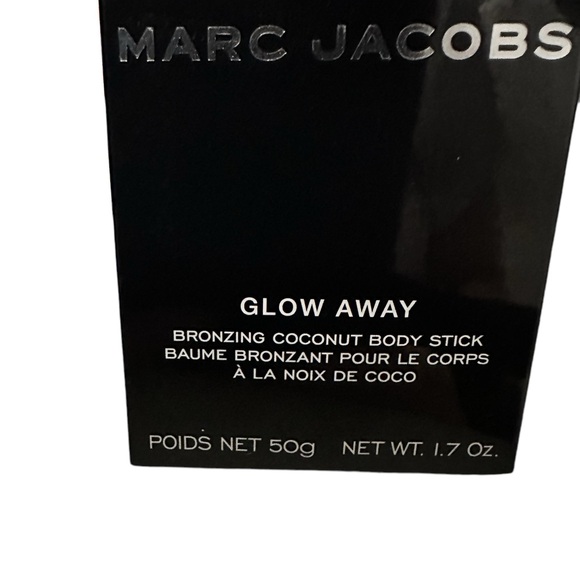 MARC JACOBS
GLOW AWAY
BRONZING COCONUT BODY STICK
BAUME BRONZANT POUR LE CORPS
À LA NOIX DE COCO
POIDS NET 50g NET WT. 1.7 Oz.